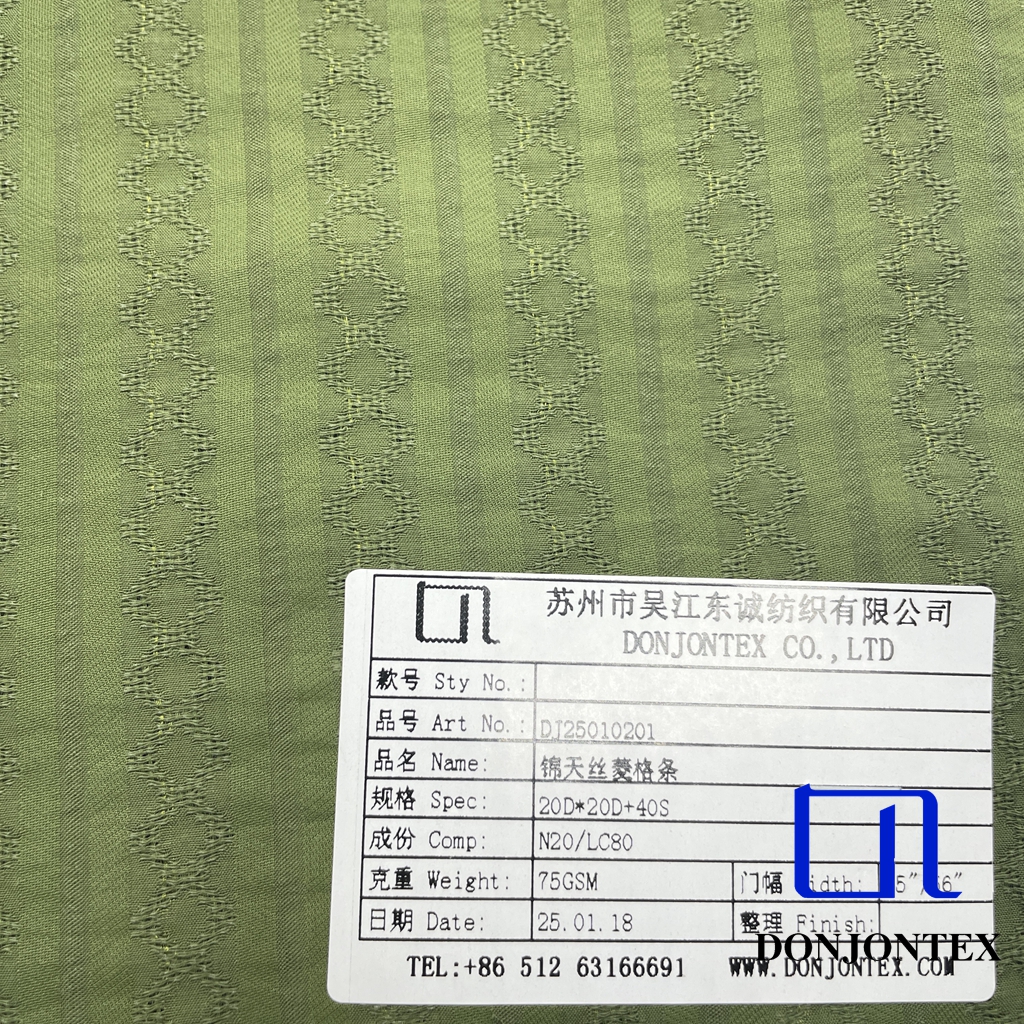 苏州市吴江东诚纺织有限公司
DONJONTEX CO.,LTD
款号 Sty No.:
品号 Art No.: DJ25010201
品名 Name: 锦天丝菱格条
规格 Spec: 20D*20D+40S
成份 Comp: N20/LC80
克重 Weight: 75GSM 门幅
日期 Date: 25.01.18 整理 Finish:
DONJONTEX
TEL:+86 512 63166691 WWW.DONJONTEX.COM